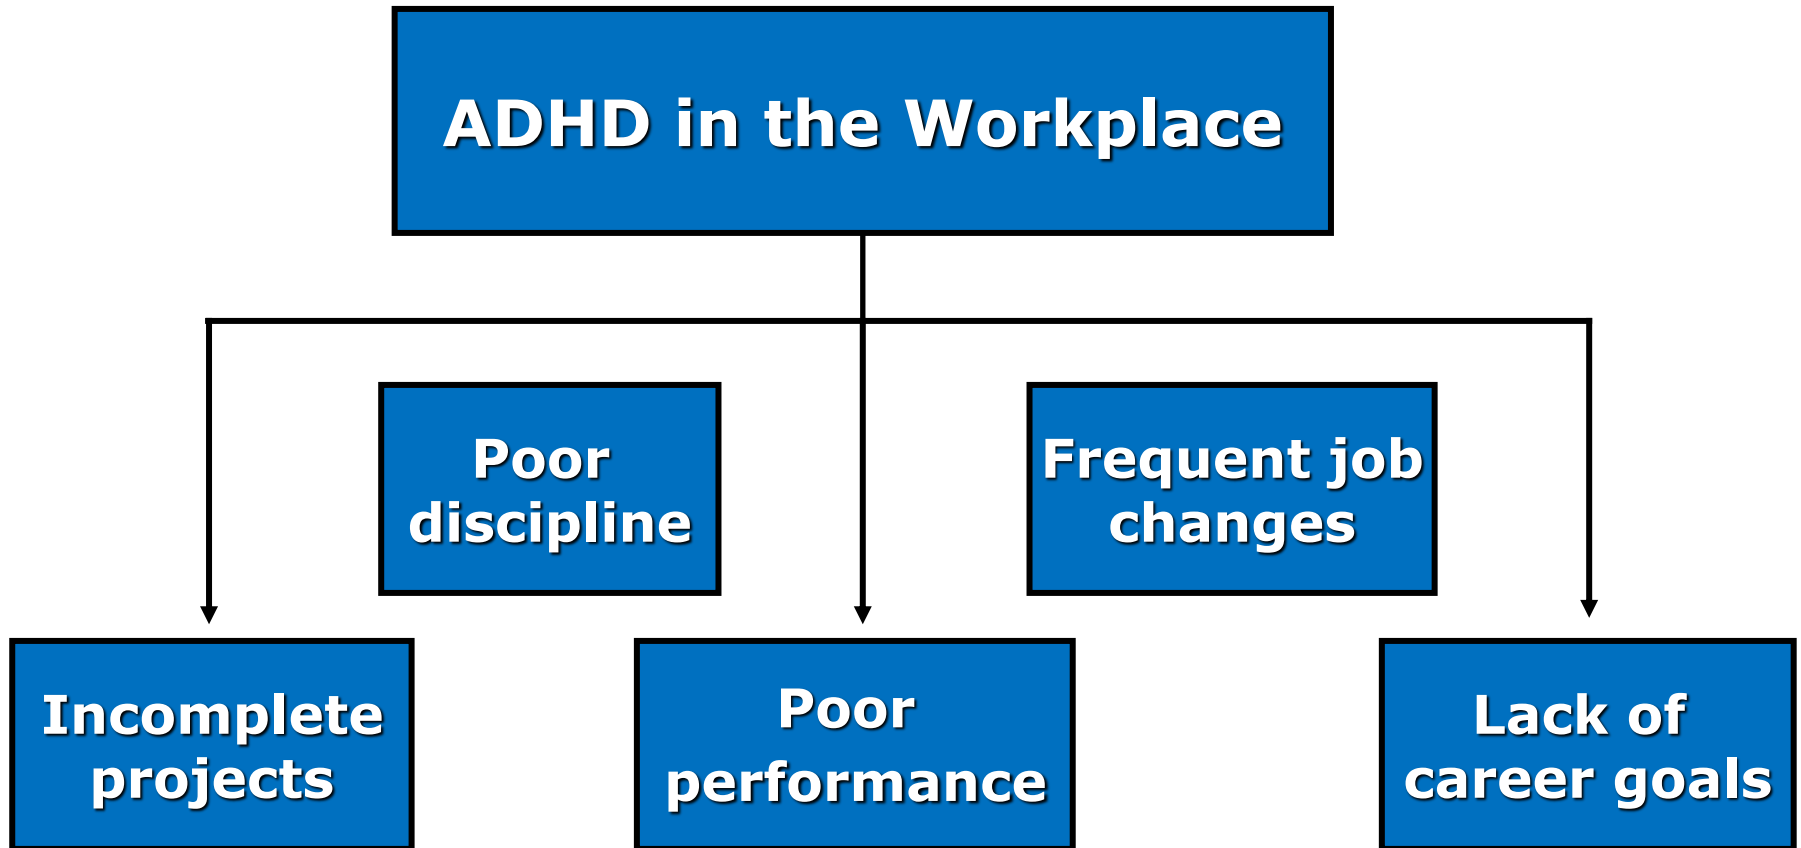 ADHD in the Workplace
Poor
discipline
Frequent job
changes
Incomplete
projects
Poor
performance
Lack of
career goals